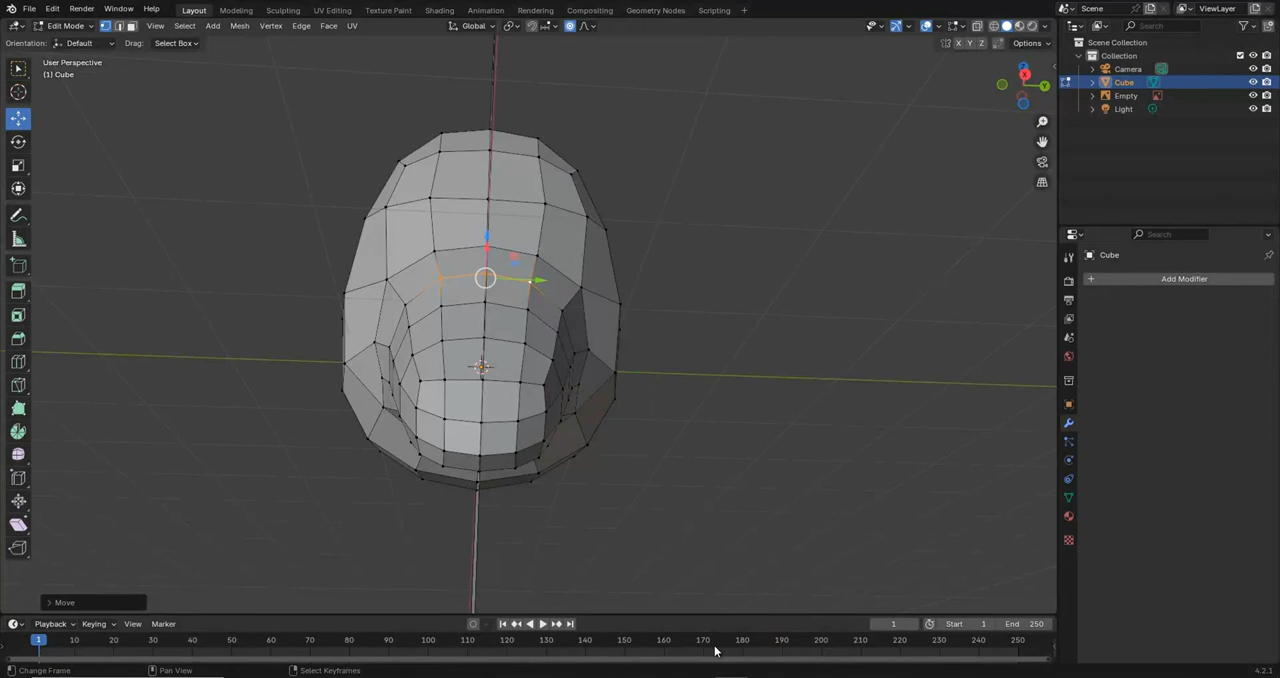 File Edit Render Window Help Layout Modeling Sculpting UV Editing Texture Paint Shading Animation Rendering Compositing Geometry Nodes Scripting + Scene ViewLayer
Edit Mode View Select Add Mesh Vertex Edge Face UV Global Search
Orientation: Default Drag: Select Box X Y Z Options Scene Collection
User Perspective Collection
(1) Cube Camera
Cube
Empty
Light
Z
X
Y
Search
Cube
+ Add Modifier
> Move
Playback Keying View Marker 1 Start 1 End 250
1 10 20 30 40 50 60 70 80 90 100 110 120 130 140 150 160 170 180 190 200 210 220 230 240 250
Change Frame Pan View Select Keyframes 4.2.1